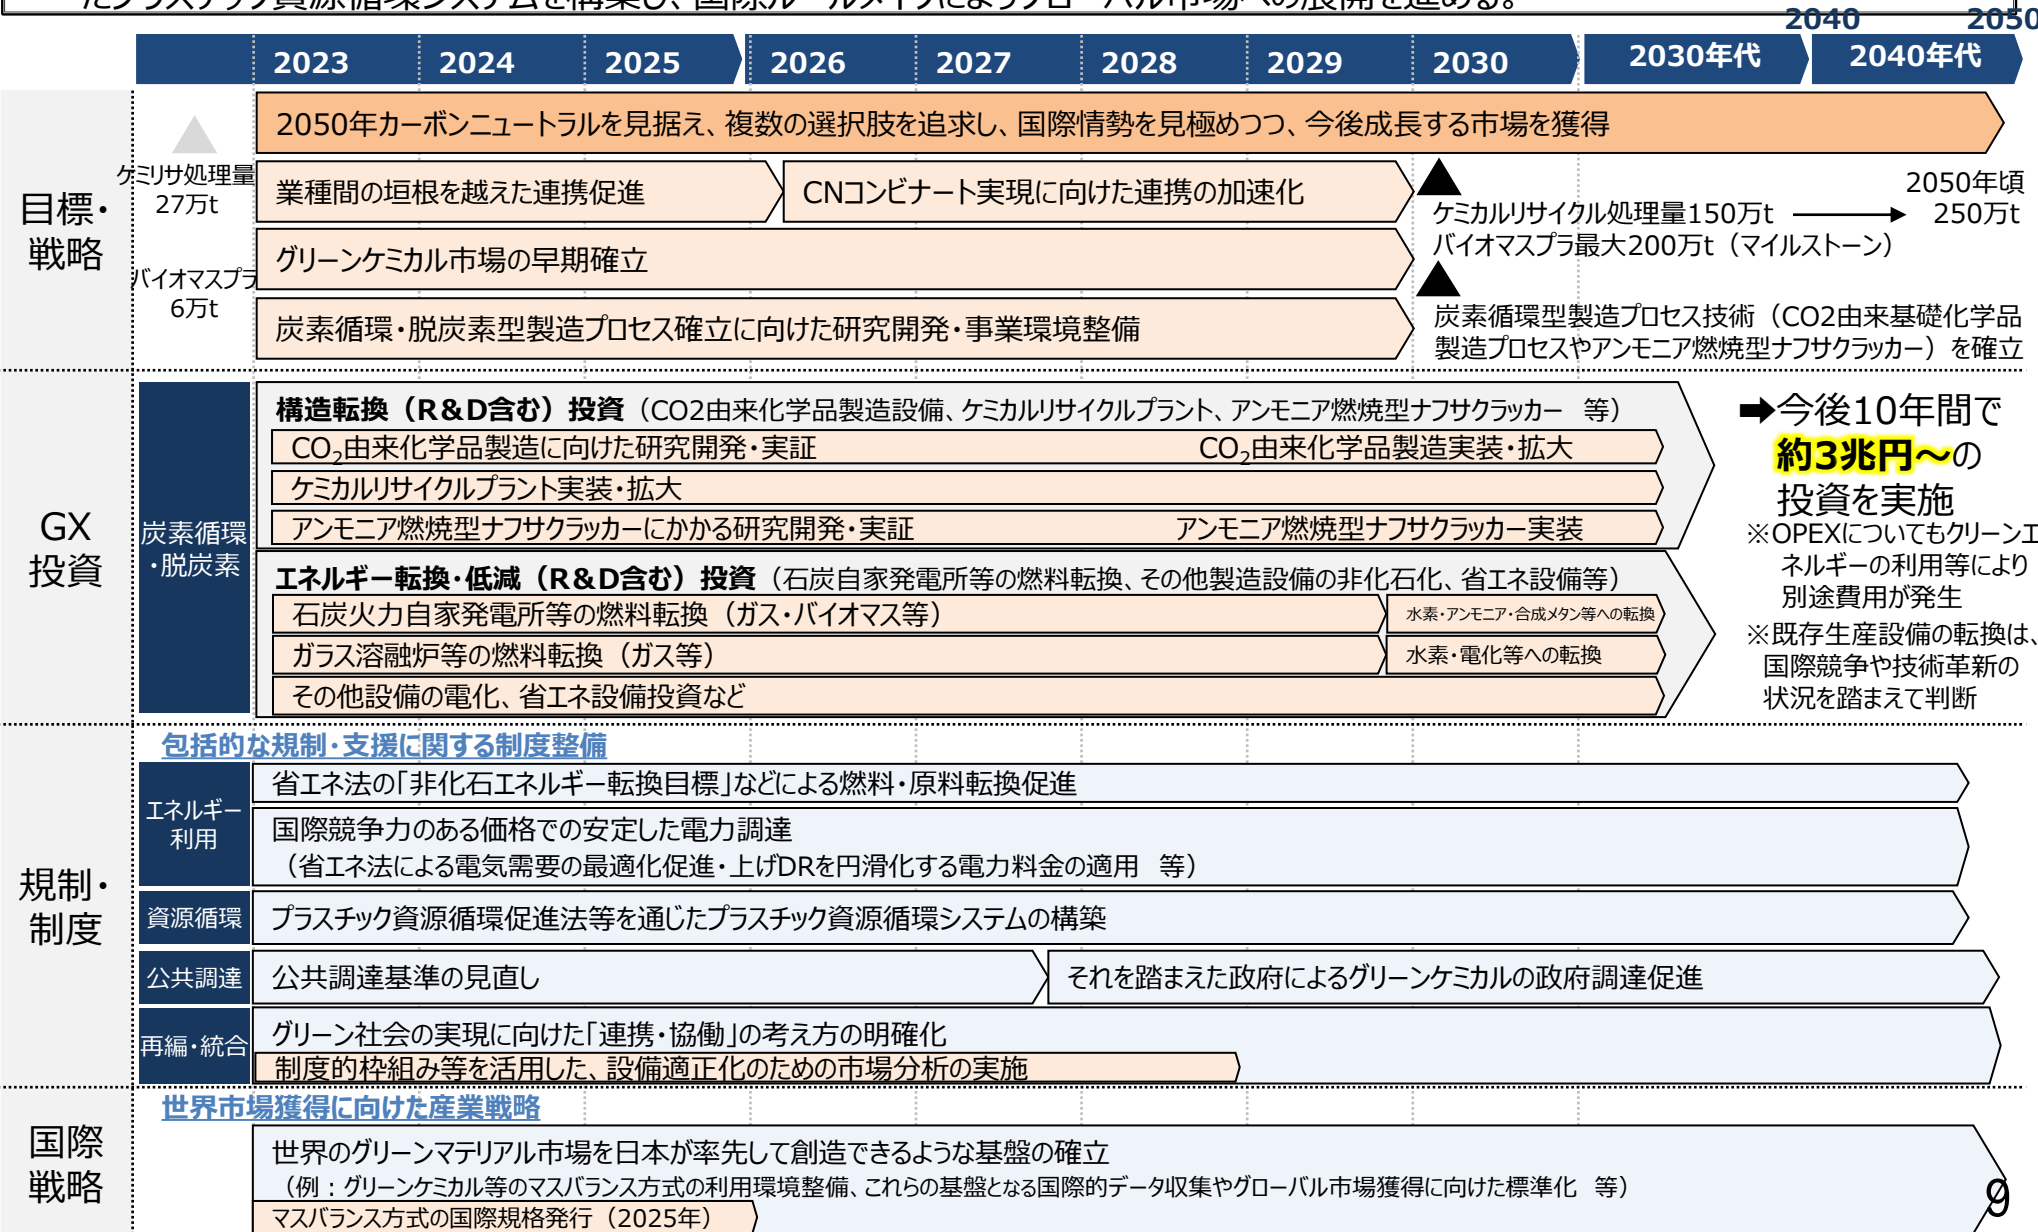 たプラスチック資源循環システムを構築し、国際ルールメイクによりグローバル市場への展開を進める。
2040 2050
2023 2024 2025 2026 2027 2028 2029 2030 2030年代 2040年代
目標・
戦略
ケミリサ処理量
27万t
バイオマスプラ
6万t
2050年カーボンニュートラルを見据え、複数の選択肢を追求し、国際情勢を見極めつつ、今後成長する市場を獲得
業種間の垣根を越えた連携促進
CNコンビナート実現に向けた連携の加速化
グリーンケミカル市場の早期確立
炭素循環・脱炭素型製造プロセス確立に向けた研究開発・事業環境整備
2050年頃
ケミカルリサイクル処理量150万t 250万t
バイオマスプラ最大200万t（マイルストーン）
炭素循環型製造プロセス技術（CO2由来基礎化学品
製造プロセスやアンモニア燃焼型ナフサクラッカー）を確立
GX
投資
炭素循環
・脱炭素
構造転換（R＆D含む）投資（CO2由来化学品製造設備、ケミカルリサイクルプラント、アンモニア燃焼型ナフサクラッカー　等）
CO2由来化学品製造に向けた研究開発・実証
CO2由来化学品製造実装・拡大
ケミカルリサイクルプラント実装・拡大
アンモニア燃焼型ナフサクラッカーにかかる研究開発・実証
アンモニア燃焼型ナフサクラッカー実装
エネルギー転換・低減（R＆D含む）投資（石炭自家発電所等の燃料転換、その他製造設備の非化石化、省エネ設備等）
石炭火力自家発電所等の燃料転換（ガス・バイオマス等）
水素・アンモニア・合成メタン等への転換
ガラス溶融炉等の燃料転換（ガス等）
水素・電化等への転換
その他設備の電化、省エネ設備投資など
➡今後10年間で
約3兆円～の
投資を実施
※OPEXについてもクリーンエ
ネルギーの利用等により
別途費用が発生
※既存生産設備の転換は、
国際競争や技術革新の
状況を踏まえて判断
規制・
制度
包括的な規制・支援に関する制度整備
エネルギー
利用
省エネ法の「非化石エネルギー転換目標」などによる燃料・原料転換促進
国際競争力のある価格での安定した電力調達
（省エネ法による電気需要の最適化促進・上げDRを円滑化する電力料金の適用　等）
資源循環
プラスチック資源循環促進法等を通じたプラスチック資源循環システムの構築
公共調達
公共調達基準の見直し
それを踏まえた政府によるグリーンケミカルの政府調達促進
再編・統合
グリーン社会の実現に向けた「連携・協働」の考え方の明確化
制度的枠組み等を活用した、設備適正化のための市場分析の実施
国際
戦略
世界市場獲得に向けた産業戦略
世界のグリーンマテリアル市場を日本が率先して創造できるような基盤の確立
（例：グリーンケミカル等のマスバランス方式の利用環境整備、これらの基盤となる国際的データ収集やグローバル市場獲得に向けた標準化　等）
マスバランス方式の国際規格発行（2025年）
9